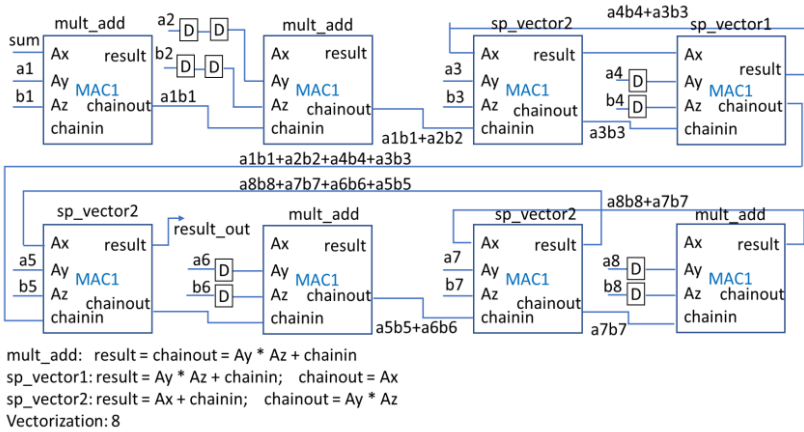 mult_add
a2
D D
mult_add
sp_vector2
a4b4+a3b3
sp_vector1
sum
Ax result
b2
D D
Ax result
Ax result
Ax result
a1
Ay
MAC1
Ay
MAC1
a3
Ay
MAC1
a4
D
Ay
MAC1
b1
Az
chainout
a1b1
Az
chainout
b3
Az
chainout
b4
D
Az
chainout
chainin
chainin
a1b1+a2b2
chainin
a3b3
chainin
a1b1+a2b2+a4b4+a3b3
a8b8+a7b7+a6b6+a5b5
sp_vector2
result_out
mult_add
sp_vector2
a8b8+a7b7
mult_add
Ax result
Ax result
Ax result
Ax result
a5
Ay
MAC1
a6
D
Ay
MAC1
a7
Ay
MAC1
a8
D
Ay
MAC1
b5
Az
chainout
b6
D
Az
chainout
b7
Az
chainout
b8
D
Az
chainout
chainin
chainin
a5b5+a6b6
chainin
a7b7
chainin
mult_add: result = chainout = Ay * Az + chainin
sp_vector1: result = Ay * Az + chainin; chainout = Ax
sp_vector2: result = Ax + chainin; chainout = Ay * Az
Vectorization: 8